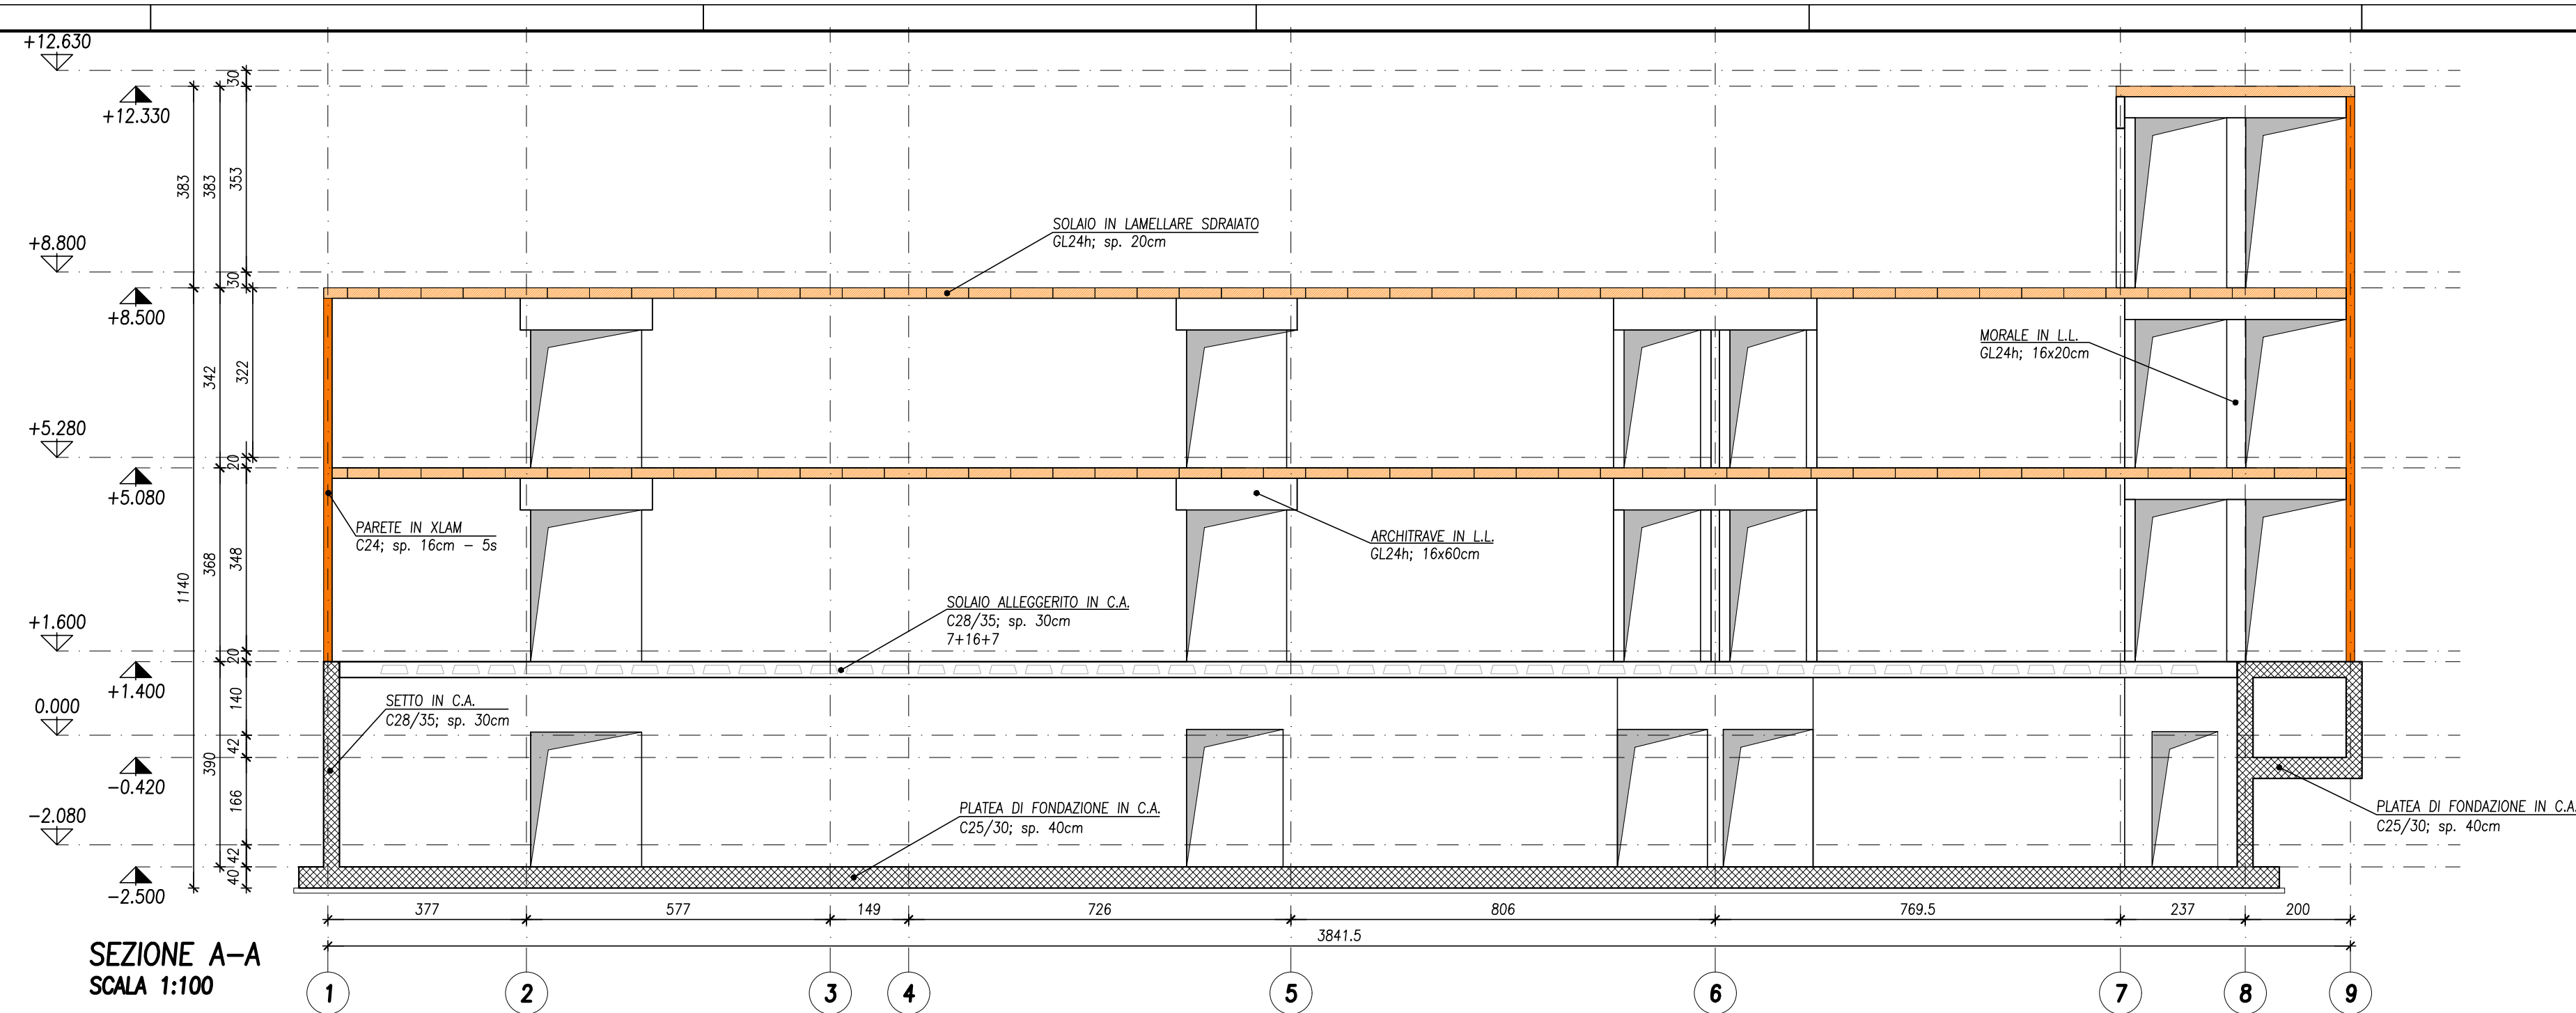 +12.630
+12.330
+8.800
+8.500
+5.280
+5.080
+1.600
+1.400
0.000
-0.420
-2.080
-2.500
383
1140
383
342
368
390
30
353
30
322
20
348
20
140
42
166
42
40
SOLAIO IN LAMELLARE SDRAIATO
GL24h; sp. 20cm
MORALE IN L.L.
GL24h; 16x20cm
PARETE IN XLAM
C24; sp. 16cm – 5s
ARCHITRAVE IN L.L.
GL24h; 16x60cm
SOLAIO ALLEGGERITO IN C.A.
C28/35; sp. 30cm
7+16+7
SETTO IN C.A.
C28/35; sp. 30cm
PLATEA DI FONDAZIONE IN C.A.
C25/30; sp. 40cm
PLATEA DI FONDAZIONE IN C.A.
C25/30; sp. 40cm
377 577 149 726 806 769.5 237 200
3841.5
SEZIONE A-A
SCALA 1:100
1 2 3 4 5 6 7 8 9